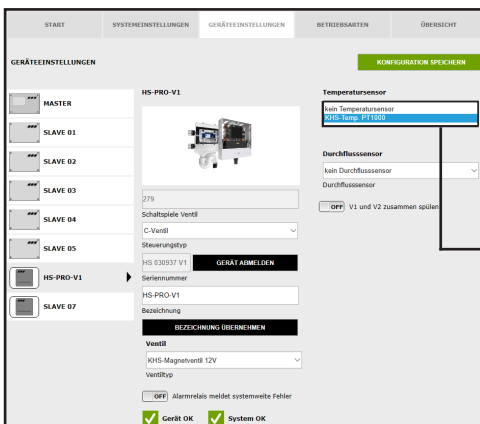 START
SYSTEMEINSTELLUNGEN
GERÄTEEINSTELLUNGEN
BETRIEBSARTEN
ÜBERSICHT
GERÄTEEINSTELLUNGEN
KONFIGURATION SPEICHERN
MASTER
SLAVE 01
SLAVE 02
SLAVE 03
SLAVE 04
SLAVE 05
HS-PRO-V1
SLAVE 07
HS-PRO-V1
279
Schaltspiele Ventil
C-Ventil
Steuerungstyp
HS 030937 V1
GERÄT ABMELDEN
Seriennummer
HS-PRO-V1
Bezeichnung
BEZEICHNUNG ÜBERNEHMEN
Ventil
KHS-Magnetventil 12V
Ventiltyp
OFF Alarmrelais meldet systemweite Fehler
Gerät OK
System OK
Temperatursensor
kein Temperatursensor
KHS-Temp. PT1000
Durchflusssensor
kein Durchflusssensor
Durchflusssensor
OFF V1 und V2 zusammen spülen